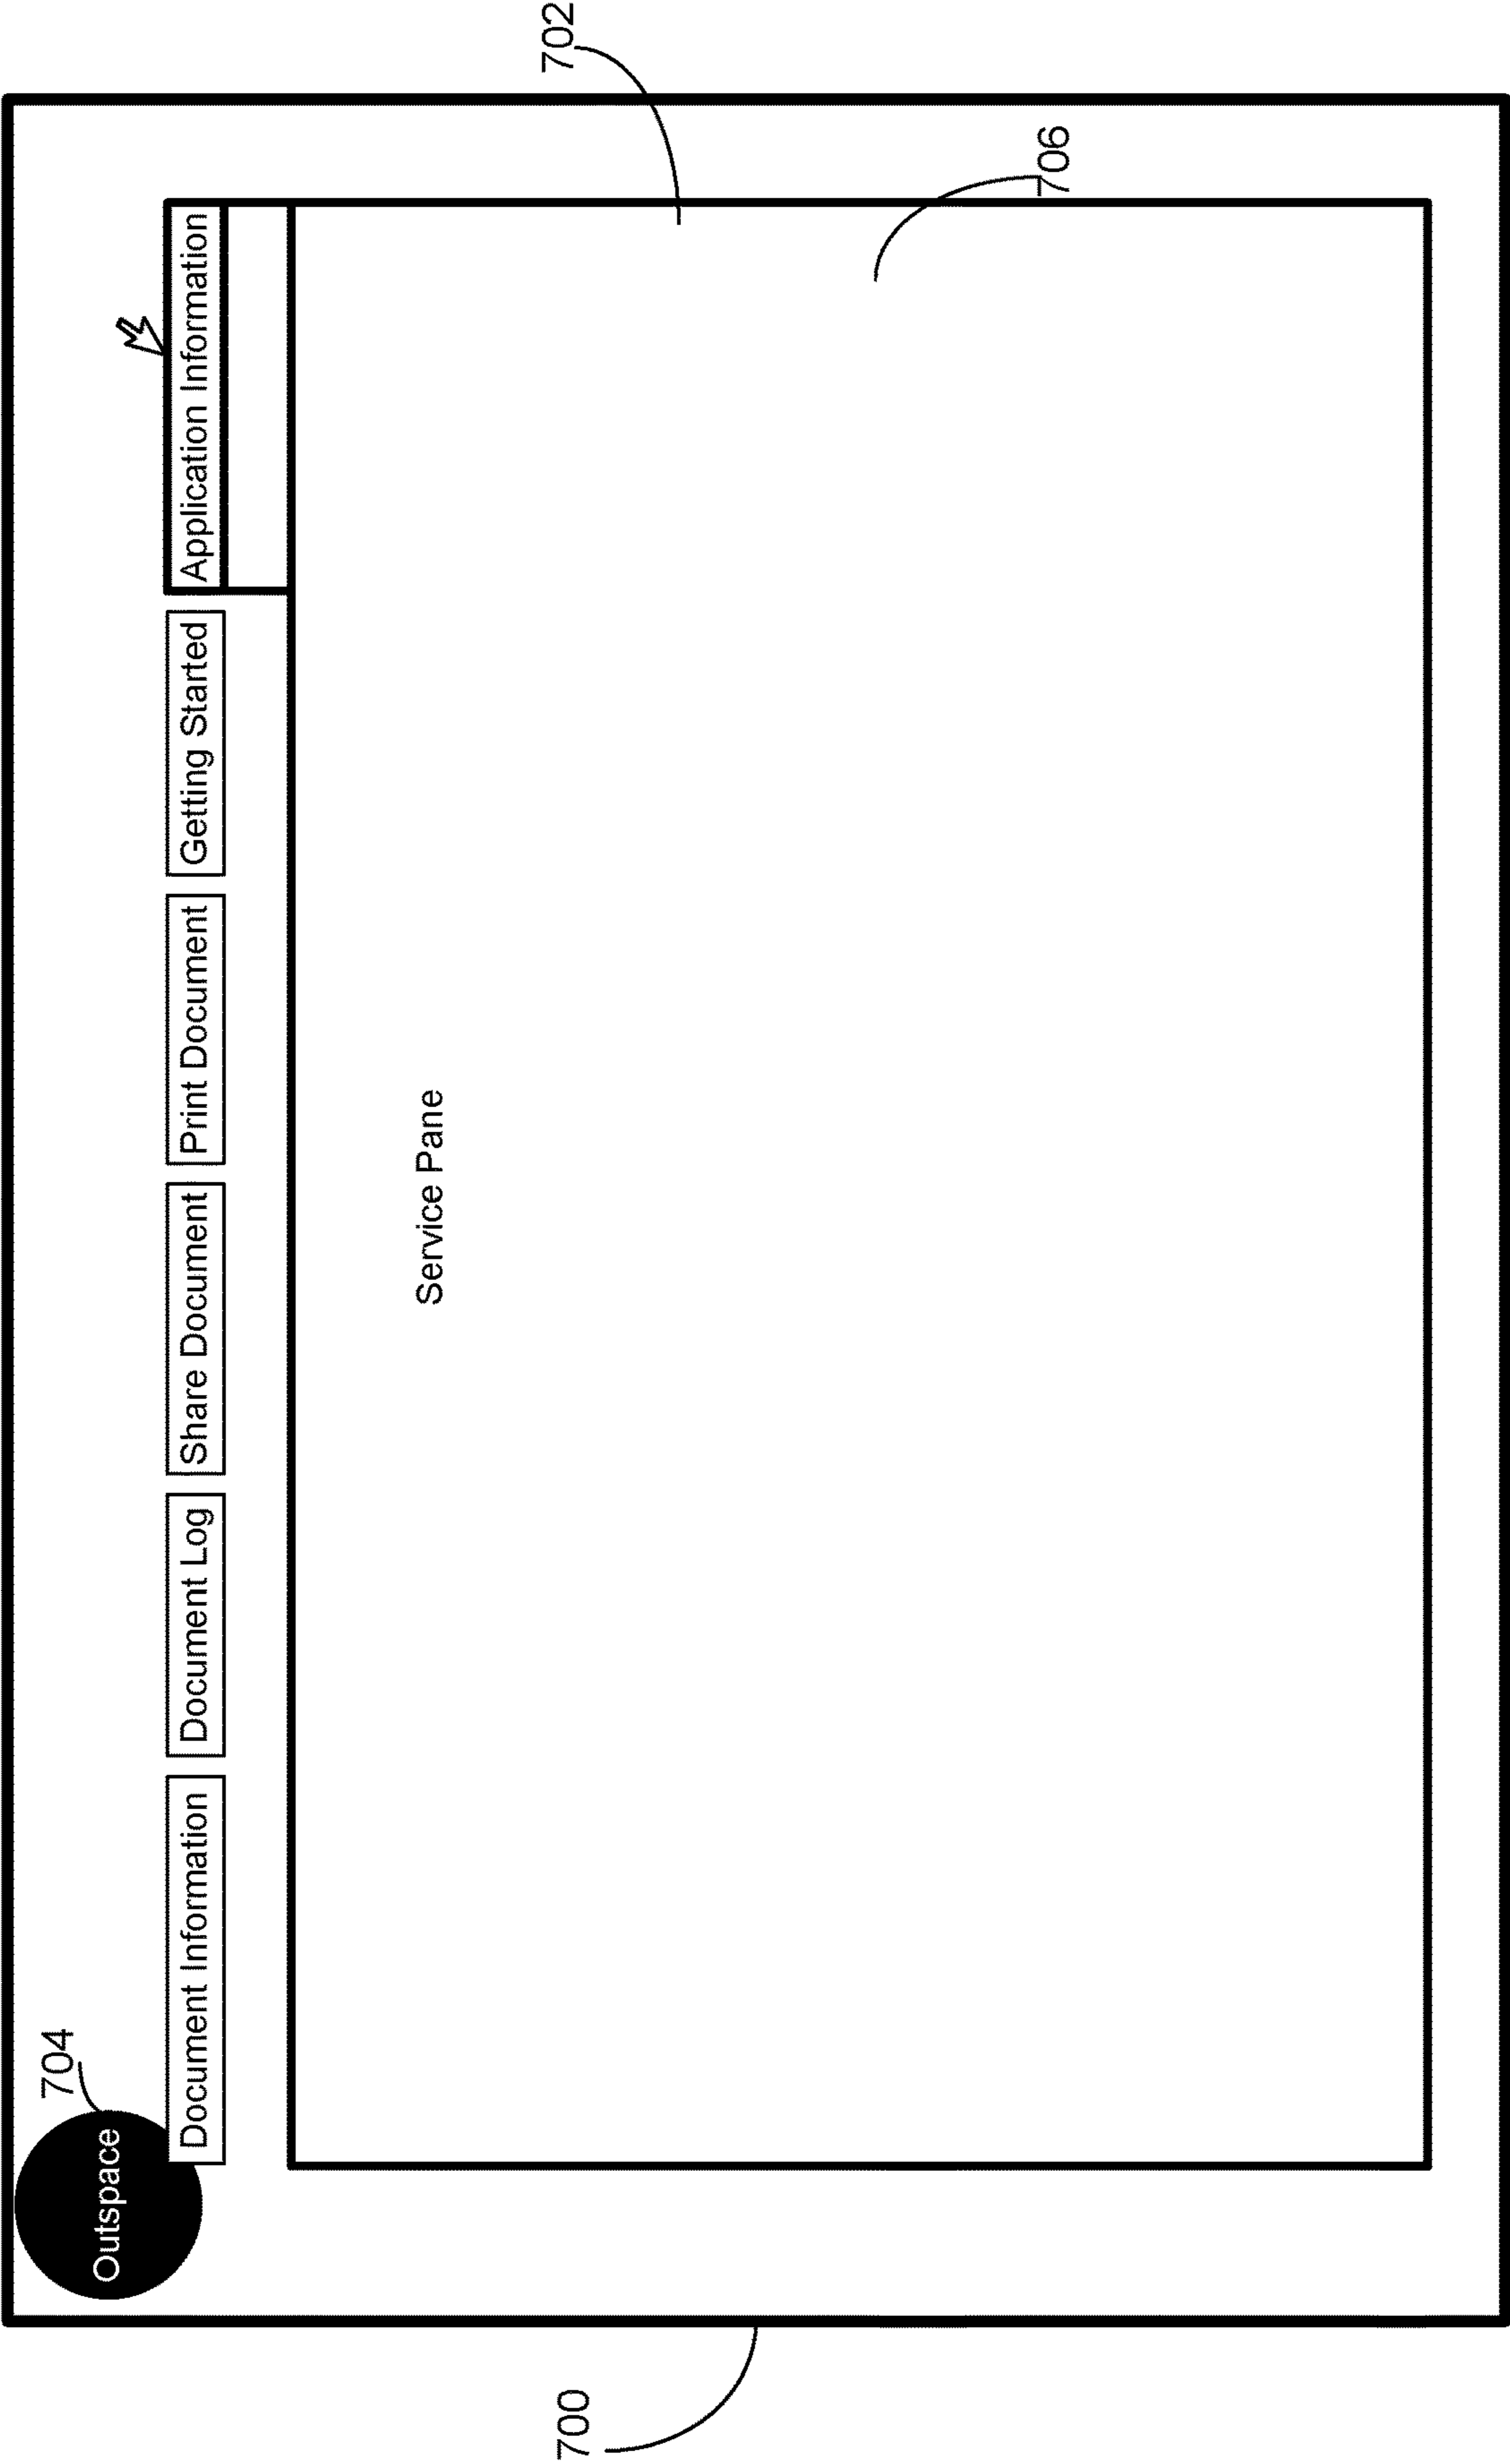 704
Outspace
Document Information
Document Log
Share Document
Print Document
Getting Started
Application Information
Service Pane
702
700
706